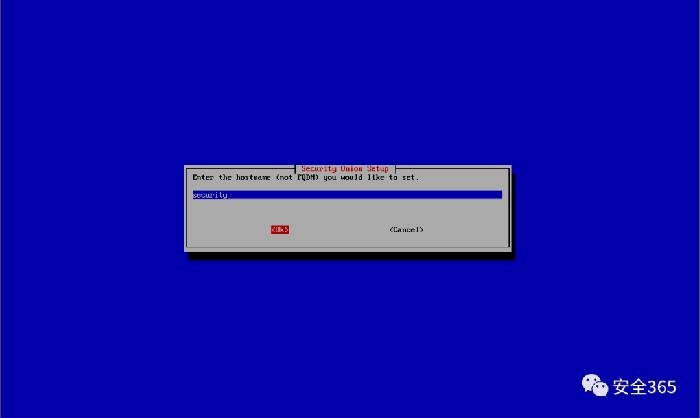 Security Onion Setup
Enter the hostname (not FQDN) you would like to set.
security
<Ok>
<Cancel>
安全365